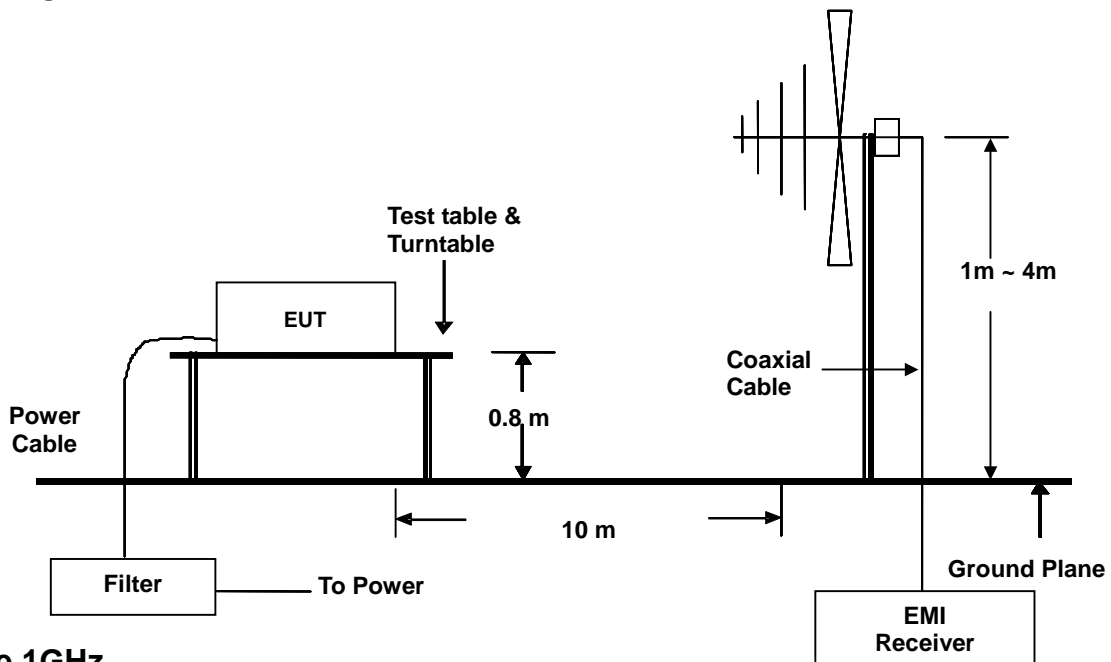 Test table &
Turntable
EUT
1m ~ 4m
Coaxial
Cable
0.8 m
Power
Cable
10 m
Filter
To Power
Ground Plane
EMI
Receiver
1GHz